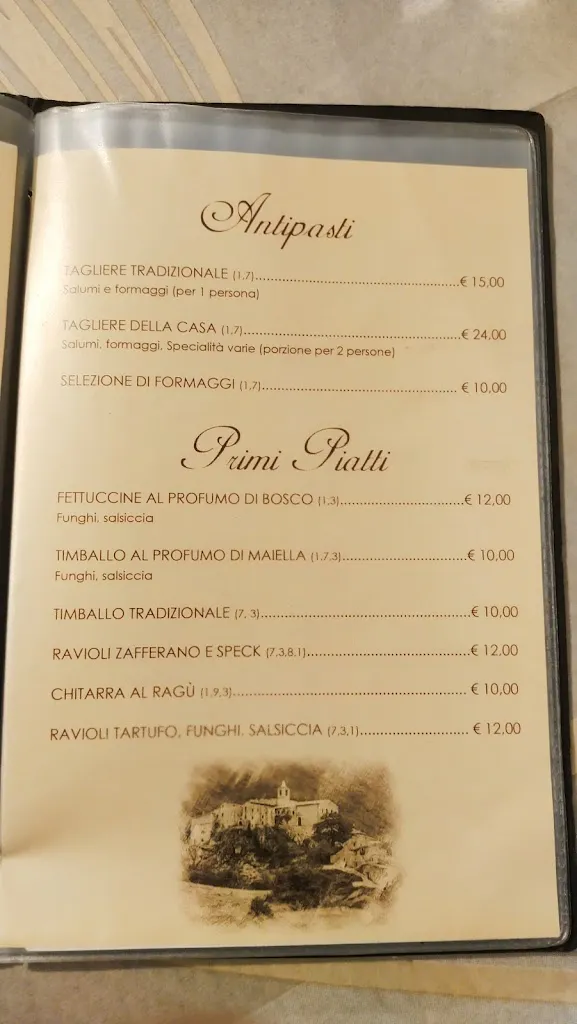 Antipasti
TAGLIERE TRADIZIONALE (1,7)..........................................€ 15,00
Salumi e formaggi (per 1 persona)
TAGLIERE DELLA CASA (1,7)............................................€ 24,00
Salumi, formaggi, Specialità varie (porzione per 2 persone)
SELEZIONE DI FORMAGGI (1,7)........................................ € 10,00
Primi Piatti
FETTUCCINE AL PROFUMO DI BOSCO (1,3).........................€ 12,00
Funghi, salsiccia
TIMBALLO AL PROFUMO DI MAIELLA (1,7,3).........................€ 10,00
Funghi, salsiccia
TIMBALLO TRADIZIONALE (7, 3)..........................................€ 10,00
RAVIOLI ZAFFERANO E SPECK (7,3,8,1)................................€ 12,00
CHITARRA AL RAGÙ (1,9,3)............................................... € 10,00
RAVIOLI TARTUFO, FUNGHI, SALSICCIA (7,3,1)...................... € 12,00